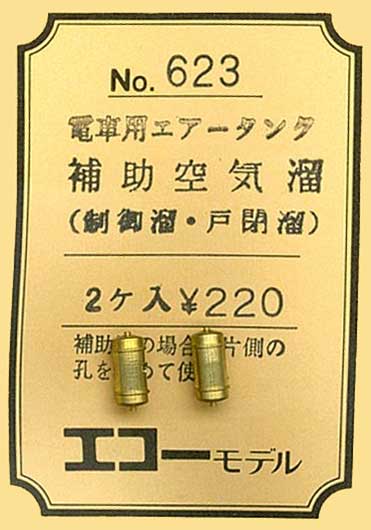 No. 623
電車用エアータンク
補助空気溜
(制御溜・戸閉溜)
2ケ入¥220
補助 の場合 片側の
孔を めて使
エコーモデル